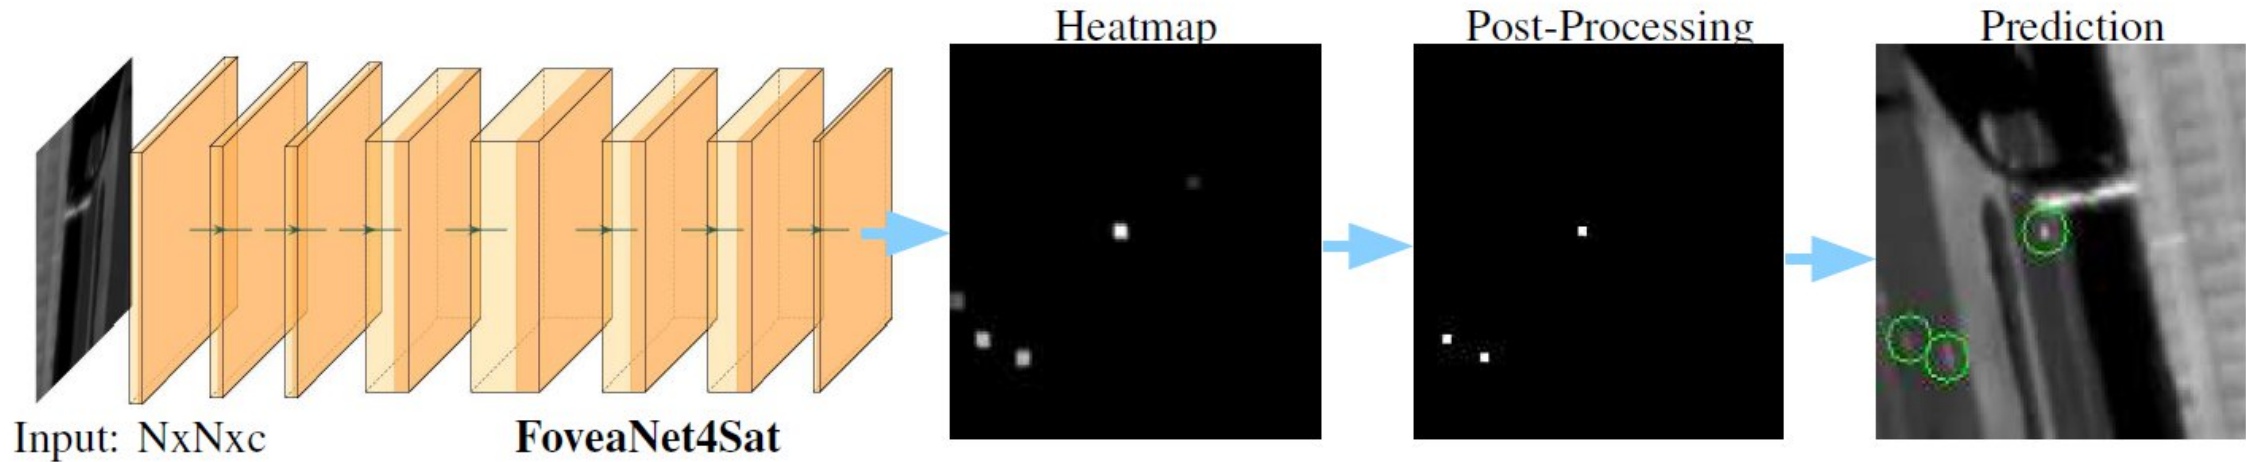 Heatmap
Post-Processing
Prediction
Input: NxNxc
FoveaNet4Sat